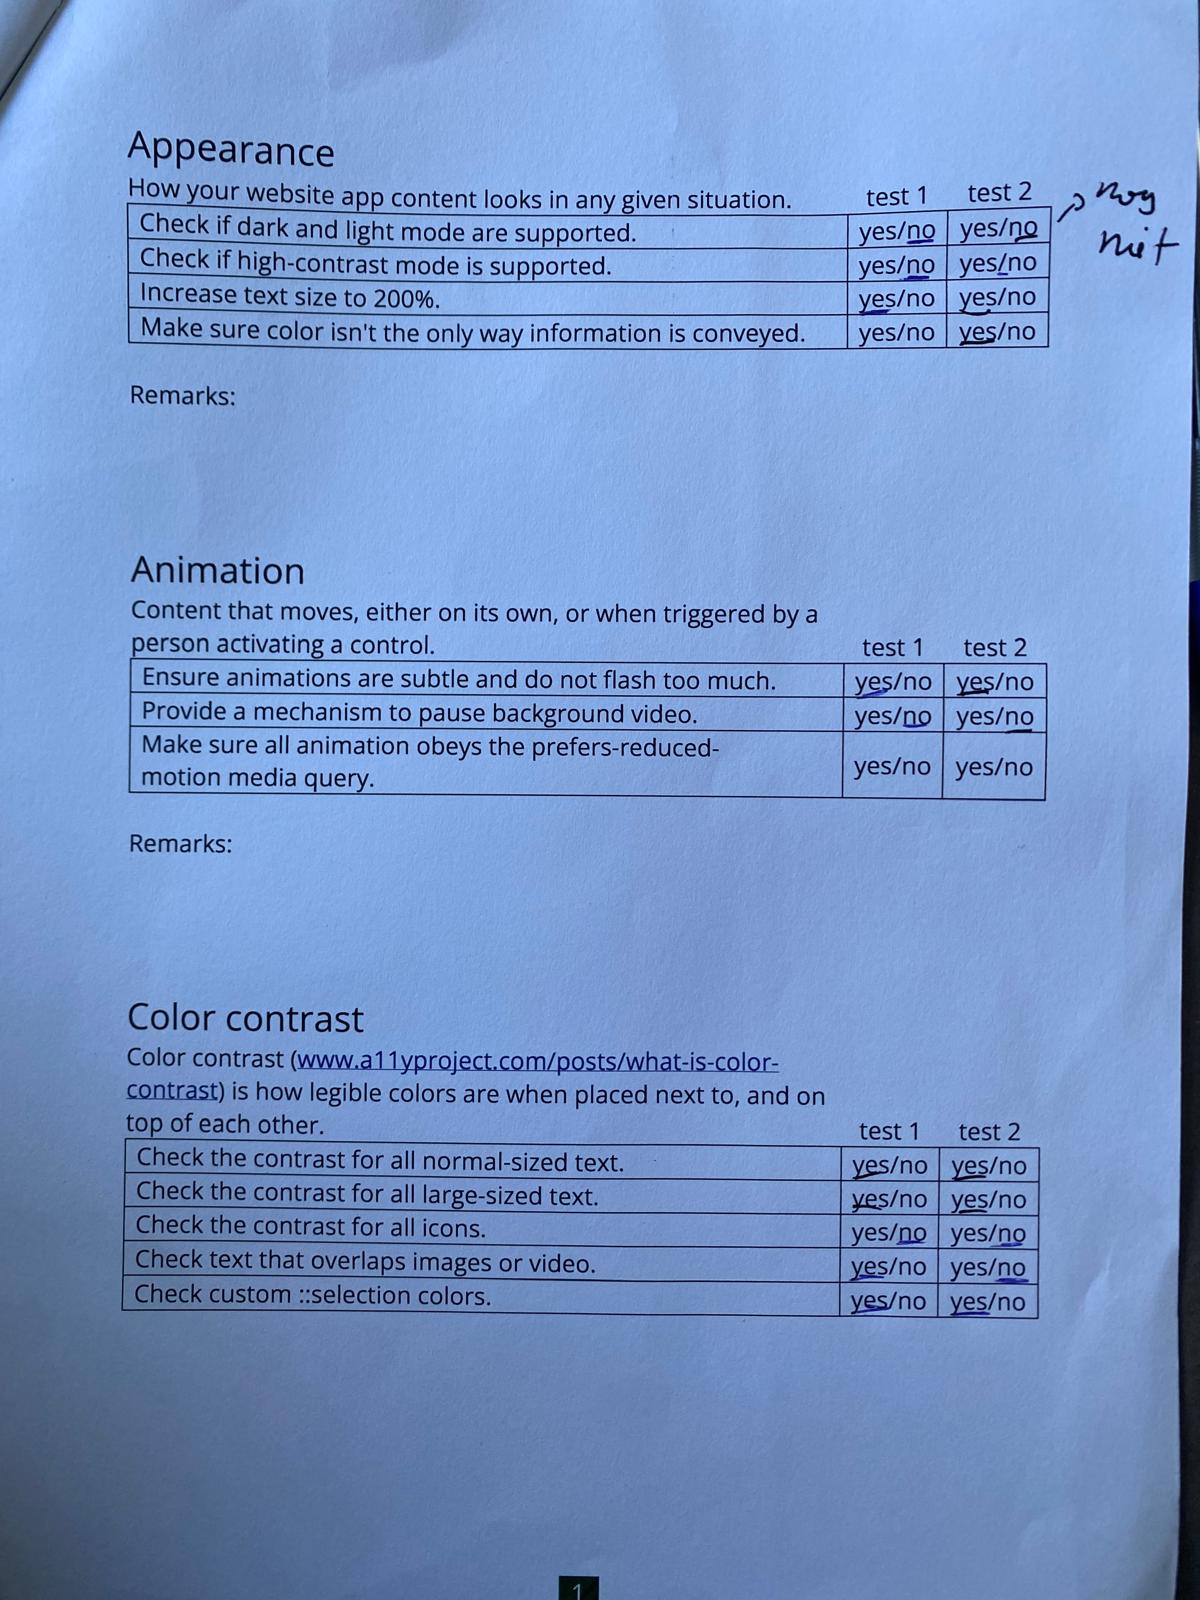 Appearance
How your website app content looks in any given situation. test 1 test 2
Check if dark and light mode are supported. yes/no yes/no nog
niet
Check if high-contrast mode is supported. yes/no yes/no
Increase text size to 200%. yes/no yes/no
Make sure color isn't the only way information is conveyed. yes/no yes/no
Remarks:
Animation
Content that moves, either on its own, or when triggered by a
person activating a control. test 1 test 2
Ensure animations are subtle and do not flash too much. yes/no yes/no
Provide a mechanism to pause background video. yes/no yes/no
Make sure all animation obeys the prefers-reduced-
motion media query. yes/no yes/no
Remarks:
Color contrast
Color contrast (www.a11yproject.com/posts/what-is-color-
contrast) is how legible colors are when placed next to, and on
top of each other. test 1 test 2
Check the contrast for all normal-sized text. yes/no yes/no
Check the contrast for all large-sized text. yes/no yes/no
Check the contrast for all icons. yes/no yes/no
Check text that overlaps images or video. yes/no yes/no
Check custom ::selection colors. yes/no yes/no
1